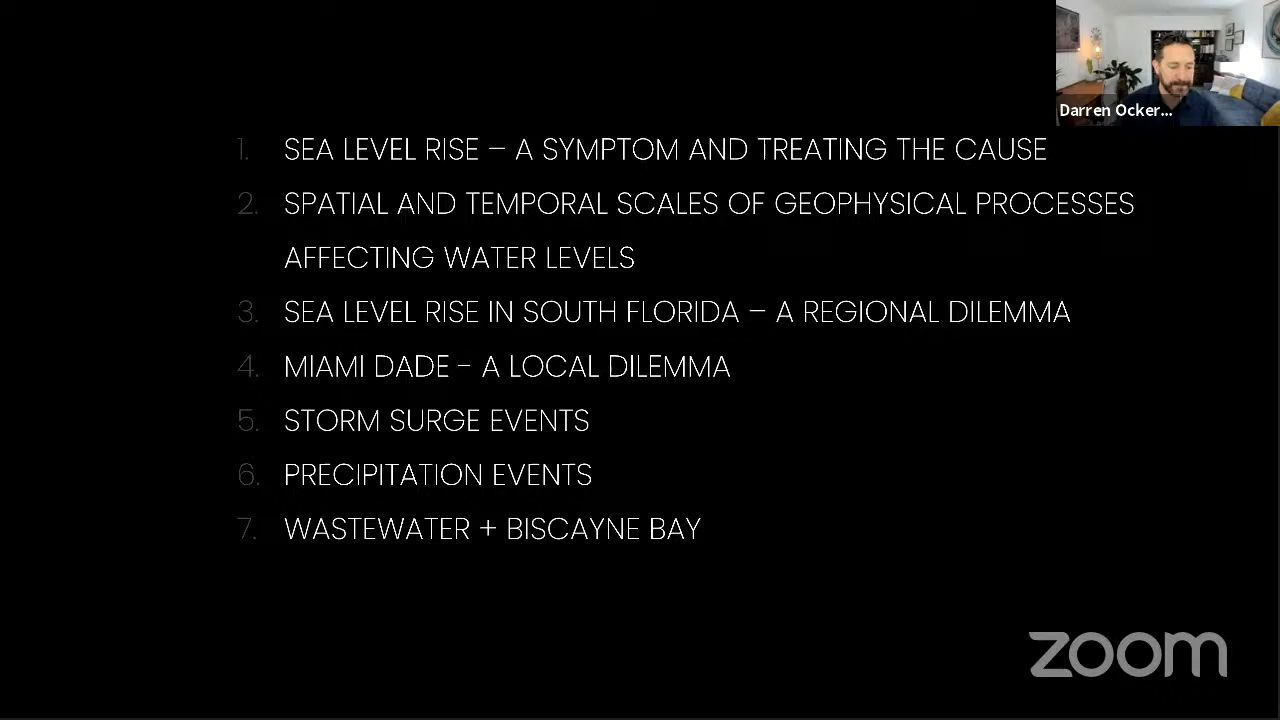 Darren Ocker...
1. SEA LEVEL RISE – A SYMPTOM AND TREATING THE CAUSE
2. SPATIAL AND TEMPORAL SCALES OF GEOPHYSICAL PROCESSES
AFFECTING WATER LEVELS
3. SEA LEVEL RISE IN SOUTH FLORIDA – A REGIONAL DILEMMA
4. MIAMI DADE - A LOCAL DILEMMA
5. STORM SURGE EVENTS
6. PRECIPITATION EVENTS
7. WASTEWATER + BISCAYNE BAY
zoom